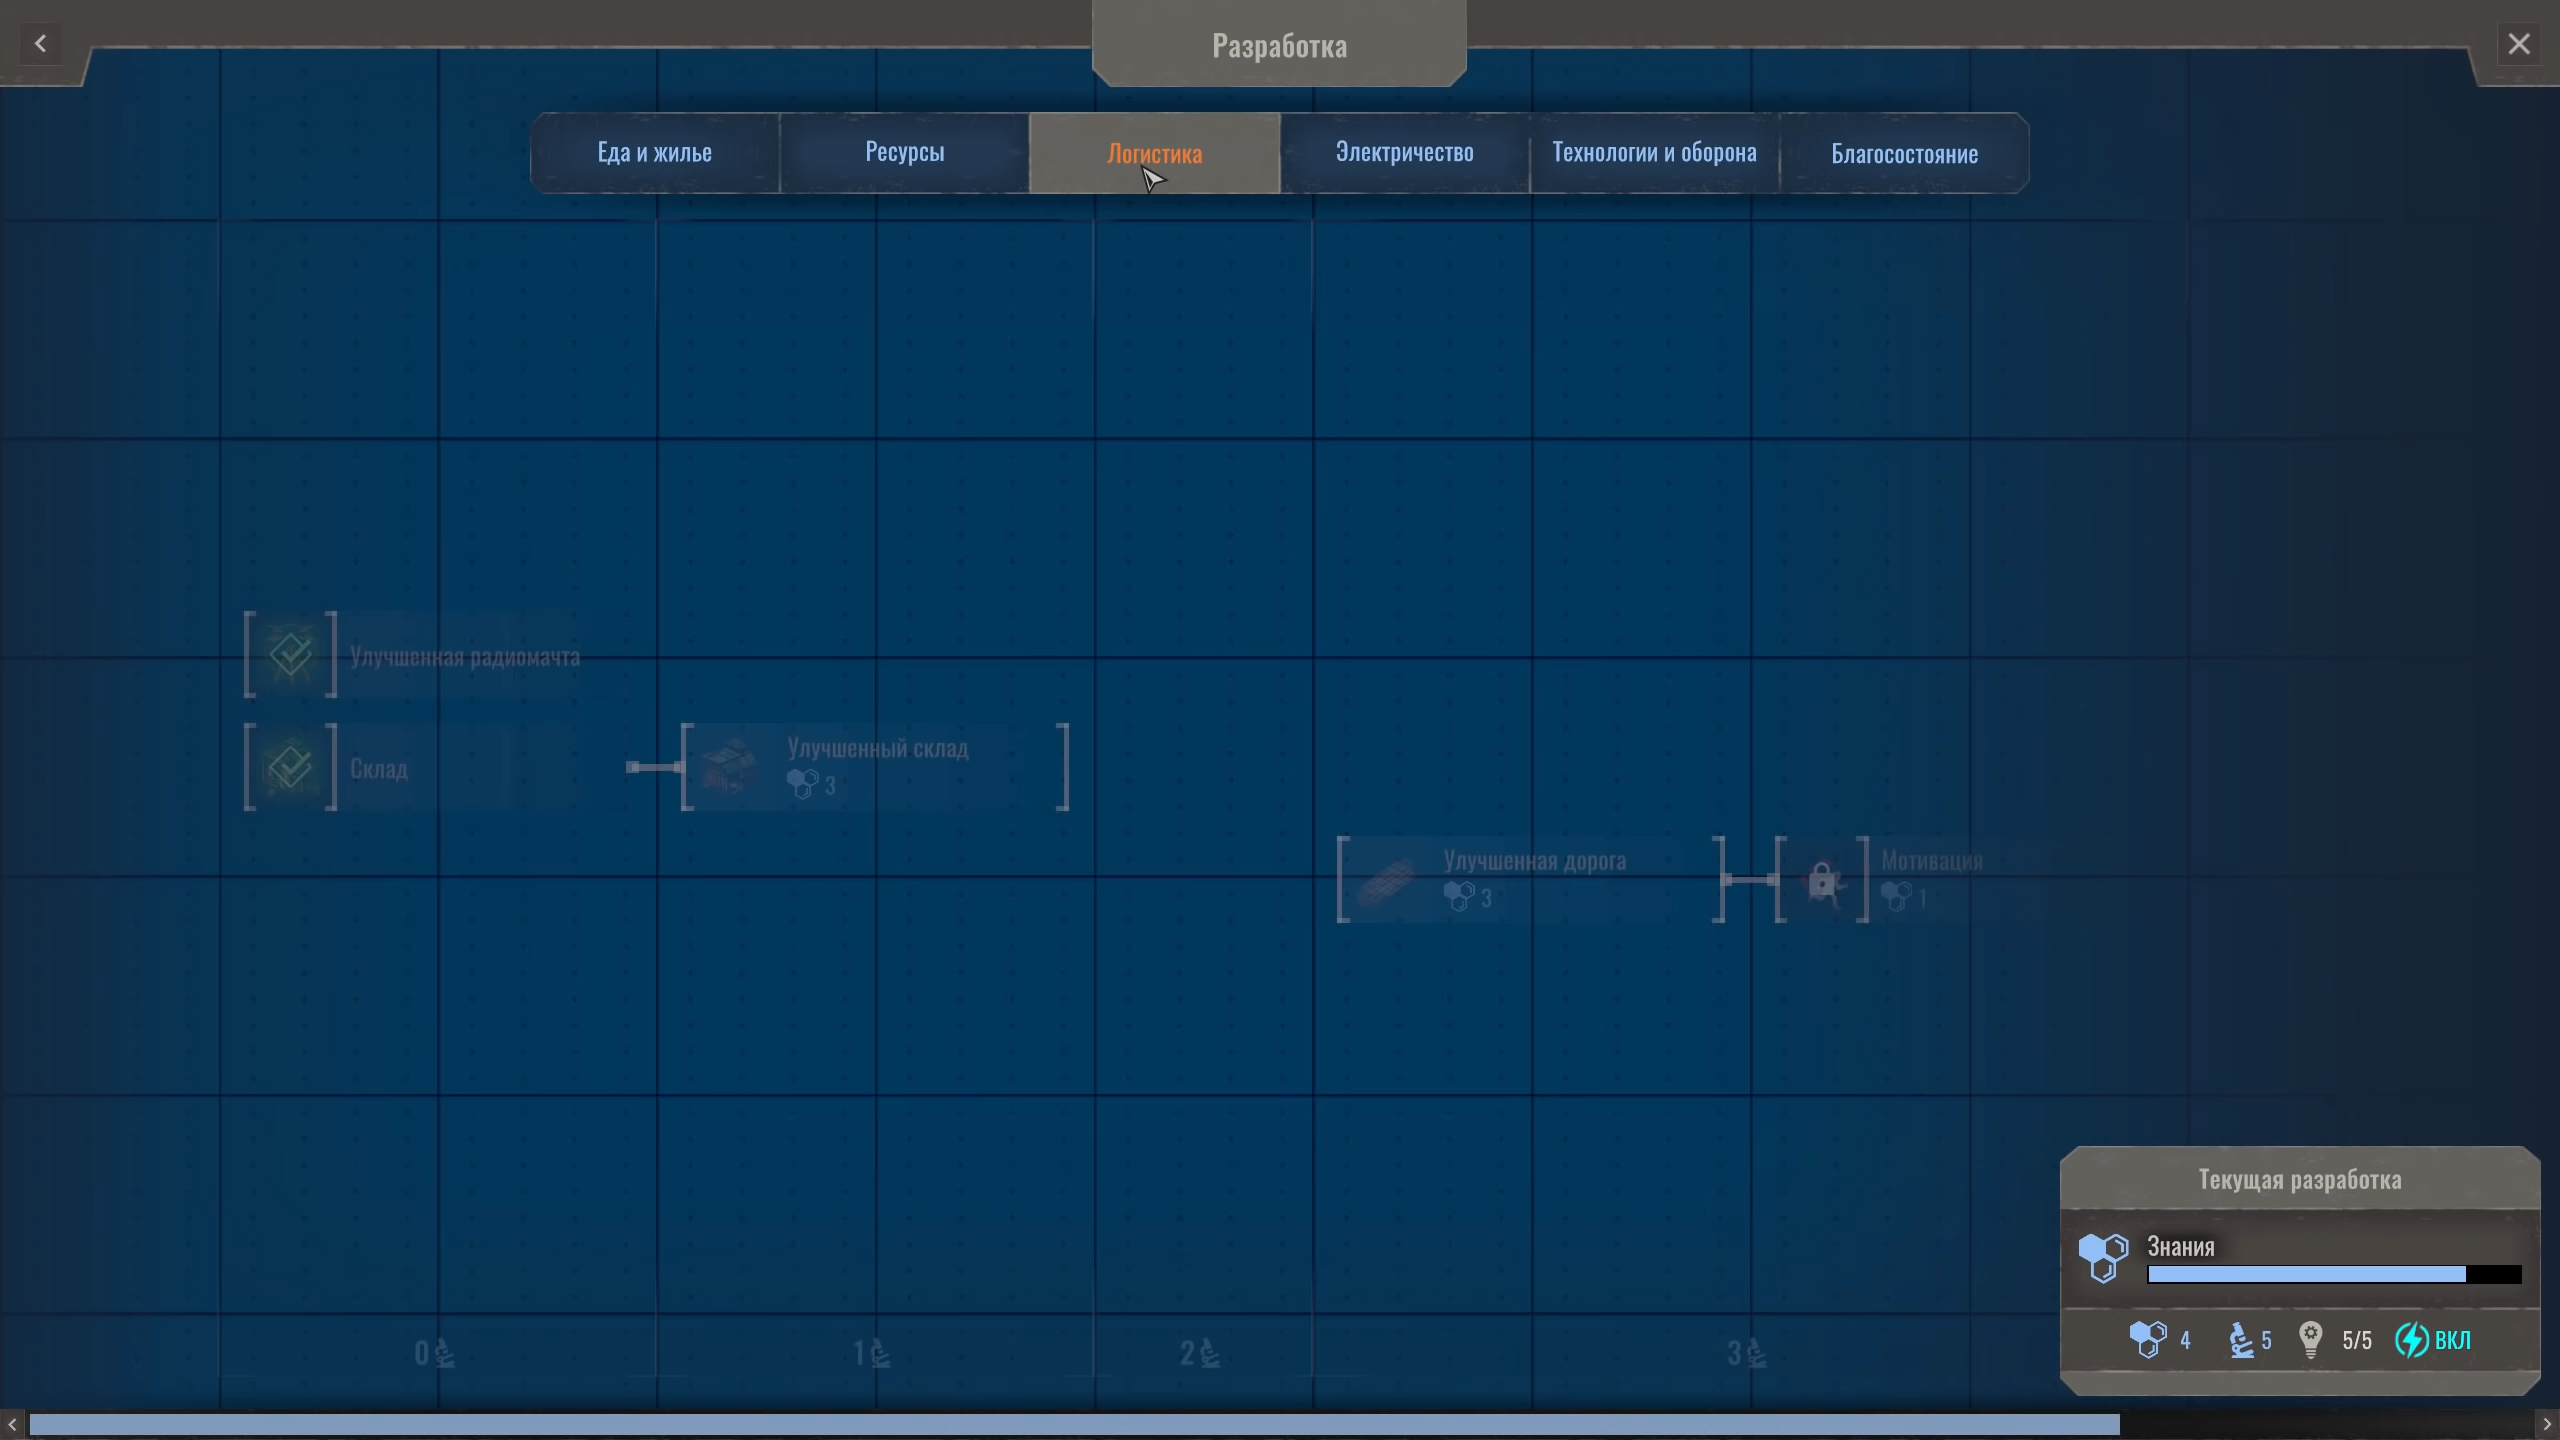 Разработка
Еда и жилье
Ресурсы
Логистика
Электричество
Технологии и оборона
Благосостояние
Улучшенная радиомачта
Склад
Улучшенный склад
3
Улучшенная дорога
3
Мотивация
1
0
1
2
3
Текущая разработка
Знания
4 5 5/5 ВКЛ